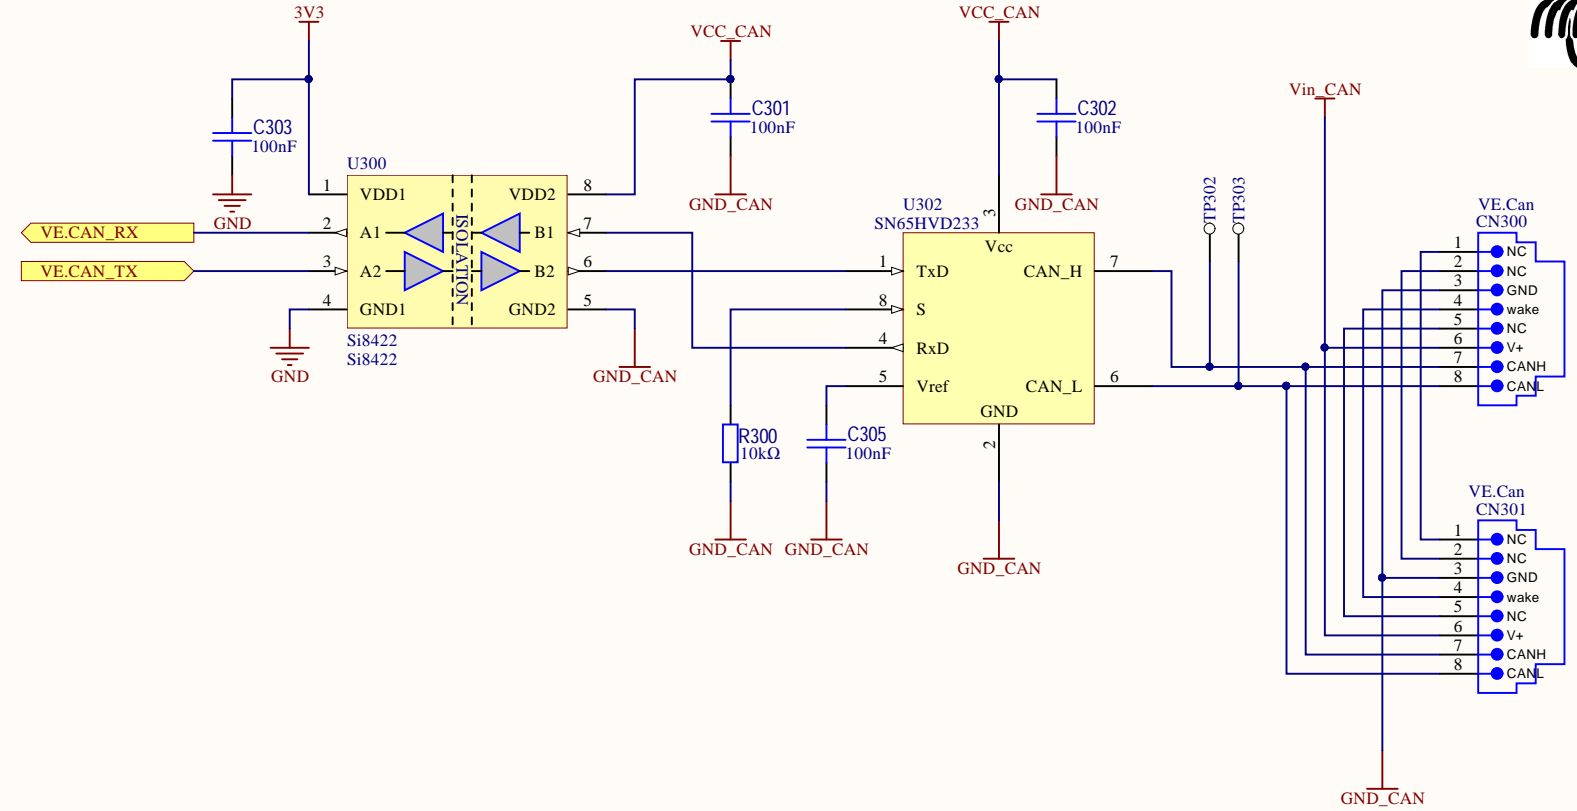 3V3
VCC_CAN
VCC_CAN
Vin_CAN
C303
100nF
C301
100nF
C302
100nF
GND
GND_CAN
GND_CAN
U300
1 VDD1 VDD2 8
2 A1 B1 7
3 A2 B2 6
4 GND1 GND2 5
ISOLATION
Si8422
Si8422
VE.CAN_RX
VE.CAN_TX
GND
GND_CAN
U302
SN65HVD233
3
Vcc
1 TxD CAN_H 7
8 S
4 RxD
5 Vref CAN_L 6
GND
2
R300
10kΩ
C305
100nF
GND_CAN
GND_CAN
GND_CAN
TP302
TP303
VE.Can
CN300
1 NC
2 NC
3 GND
4 wake
5 NC
6 V+
7 CANH
8 CANL
VE.Can
CN301
1 NC
2 NC
3 GND
4 wake
5 NC
6 V+
7 CANH
8 CANL
GND_CAN